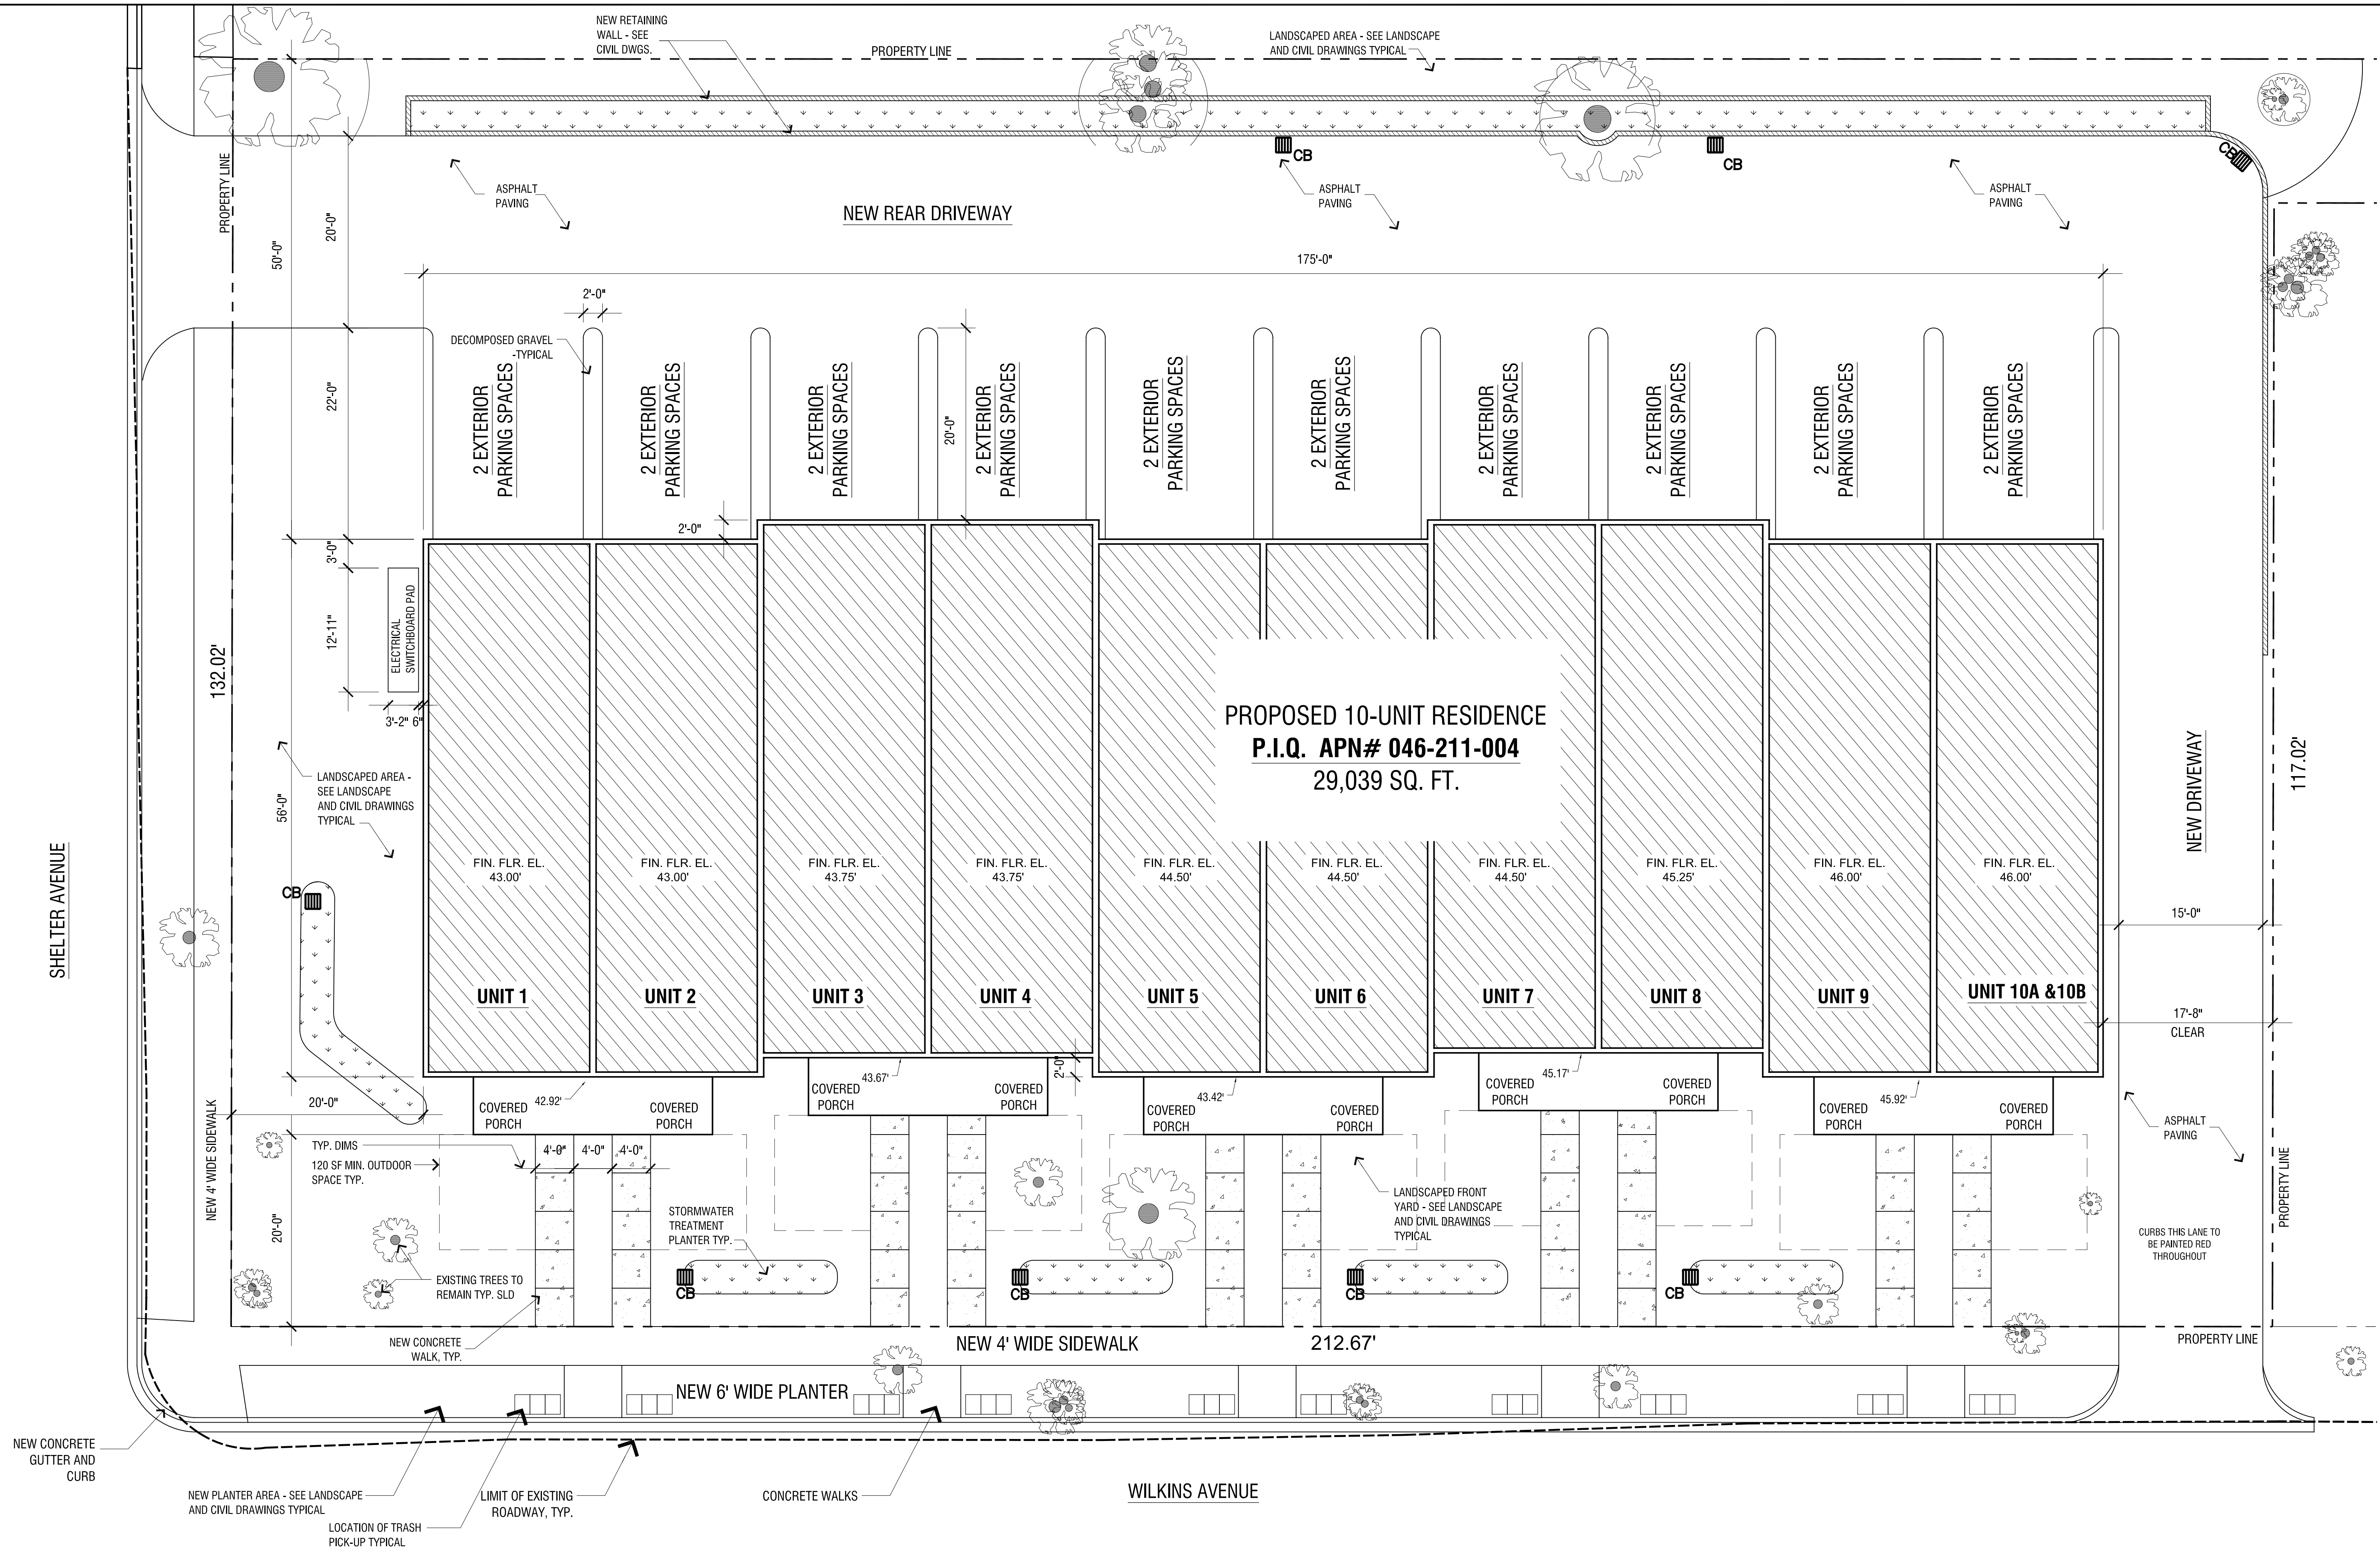 NEW RETAINING
WALL - SEE
CIVIL DWGS.
PROPERTY LINE
LANDSCAPED AREA - SEE LANDSCAPE
AND CIVIL DRAWINGS TYPICAL
PROPERTY LINE
CB
CB
CB
ASPHALT
PAVING
ASPHALT
PAVING
ASPHALT
PAVING
NEW REAR DRIVEWAY
50'-0"
20'-0"
175'-0"
2'-0"
DECOMPOSED GRAVEL
-TYPICAL
22'-0"
2 EXTERIOR
PARKING SPACES
2 EXTERIOR
PARKING SPACES
2 EXTERIOR
PARKING SPACES
20'-0"
2 EXTERIOR
PARKING SPACES
2 EXTERIOR
PARKING SPACES
2 EXTERIOR
PARKING SPACES
2 EXTERIOR
PARKING SPACES
2 EXTERIOR
PARKING SPACES
2 EXTERIOR
PARKING SPACES
2 EXTERIOR
PARKING SPACES
2'-0"
3'-0"
12'-11"
ELECTRICAL
SWITCHBOARD PAD
3'-2" 6"
132.02'
PROPOSED 10-UNIT RESIDENCE
P.I.Q. APN# 046-211-004
29,039 SQ. FT.
NEW DRIVEWAY
117.02'
LANDSCAPED AREA -
SEE LANDSCAPE
AND CIVIL DRAWINGS
TYPICAL
56'-0"
SHELTER AVENUE
CB
FIN. FLR. EL.
43.00'
FIN. FLR. EL.
43.00'
FIN. FLR. EL.
43.75'
FIN. FLR. EL.
43.75'
FIN. FLR. EL.
44.50'
FIN. FLR. EL.
44.50'
FIN. FLR. EL.
44.50'
FIN. FLR. EL.
45.25'
FIN. FLR. EL.
46.00'
FIN. FLR. EL.
46.00'
15'-0"
UNIT 1
UNIT 2
UNIT 3
UNIT 4
UNIT 5
UNIT 6
UNIT 7
UNIT 8
UNIT 9
UNIT 10A &10B
17'-8"
CLEAR
2'-0"
20'-0"
NEW 4' WIDE SIDEWALK
COVERED
PORCH
42.92'
COVERED
PORCH
COVERED
PORCH
43.67'
COVERED
PORCH
COVERED
PORCH
43.42'
COVERED
PORCH
COVERED
PORCH
45.17'
COVERED
PORCH
COVERED
PORCH
45.92'
COVERED
PORCH
ASPHALT
PAVING
PROPERTY LINE
TYP. DIMS
4'-0"
4'-0"
4'-0"
120 SF MIN. OUTDOOR
SPACE TYP.
20'-0"
STORMWATER
TREATMENT
PLANTER TYP.
LANDSCAPED FRONT
YARD - SEE LANDSCAPE
AND CIVIL DRAWINGS
TYPICAL
CURBS THIS LANE TO
BE PAINTED RED
THROUGHOUT
EXISTING TREES TO
REMAIN TYP. SLD
CB
CB
CB
CB
NEW CONCRETE
WALK, TYP.
NEW 4' WIDE SIDEWALK
212.67'
PROPERTY LINE
NEW 6' WIDE PLANTER
NEW CONCRETE
GUTTER AND
CURB
NEW PLANTER AREA - SEE LANDSCAPE
AND CIVIL DRAWINGS TYPICAL
LOCATION OF TRASH
PICK-UP TYPICAL
LIMIT OF EXISTING
ROADWAY, TYP.
CONCRETE WALKS
WILKINS AVENUE